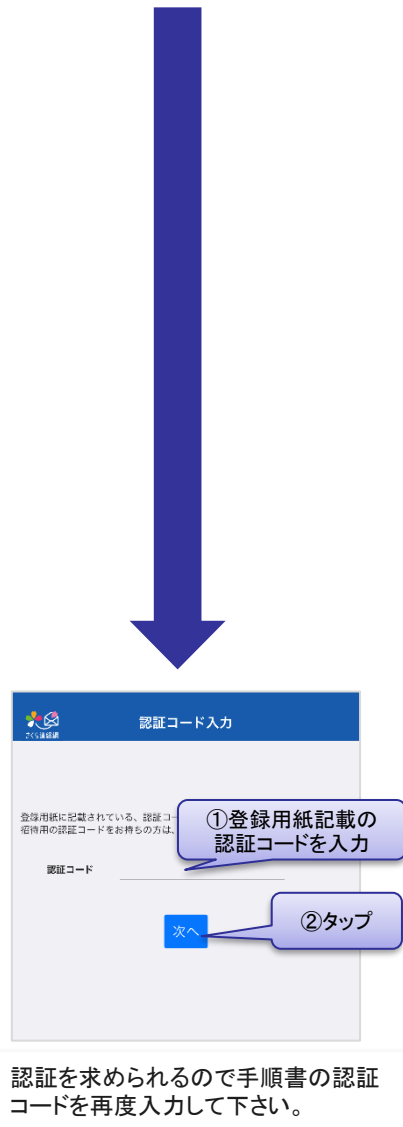 さくら連絡網
認証コード入力
登録用紙に記載されている、認証コー
招待用の認証コードをお持ちの方は、
①登録用紙記載の
認証コードを入力
認証コード
次へ
②タップ
認証を求められるので手順書の認証
コードを再度入力して下さい。